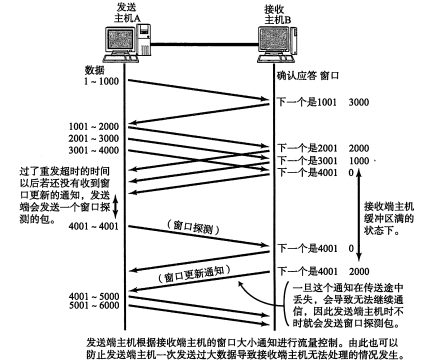 发送
主机A
接收
主机B
数据
确认应答 窗口
1~1000
下一个是1001 3000
1001~2000
2001~3000
3001~4000
下一个是2001 2000
下一个是3001 1000
下一个是4001 0
过了重发超时的时间
以后若还没有收到窗
口更新的通知，发送
端会发送一个窗口探
测的包。
接收端主机
缓冲区满的
状态下。
4001~4001
（窗口探测）
下一个是4001 0
（窗口更新通知）
下一个是4001 2000
4001~5000
5001~6000
一旦这个通知在传送途中
丢失，会导致无法继续通
信，因此发送端主机时不
时就会发送窗口探测包。
发送端主机根据接收端主机的窗口大小通知进行流量控制。由此也可以
防止发送端主机一次发送过大数据导致接收端主机无法处理的情况发生。